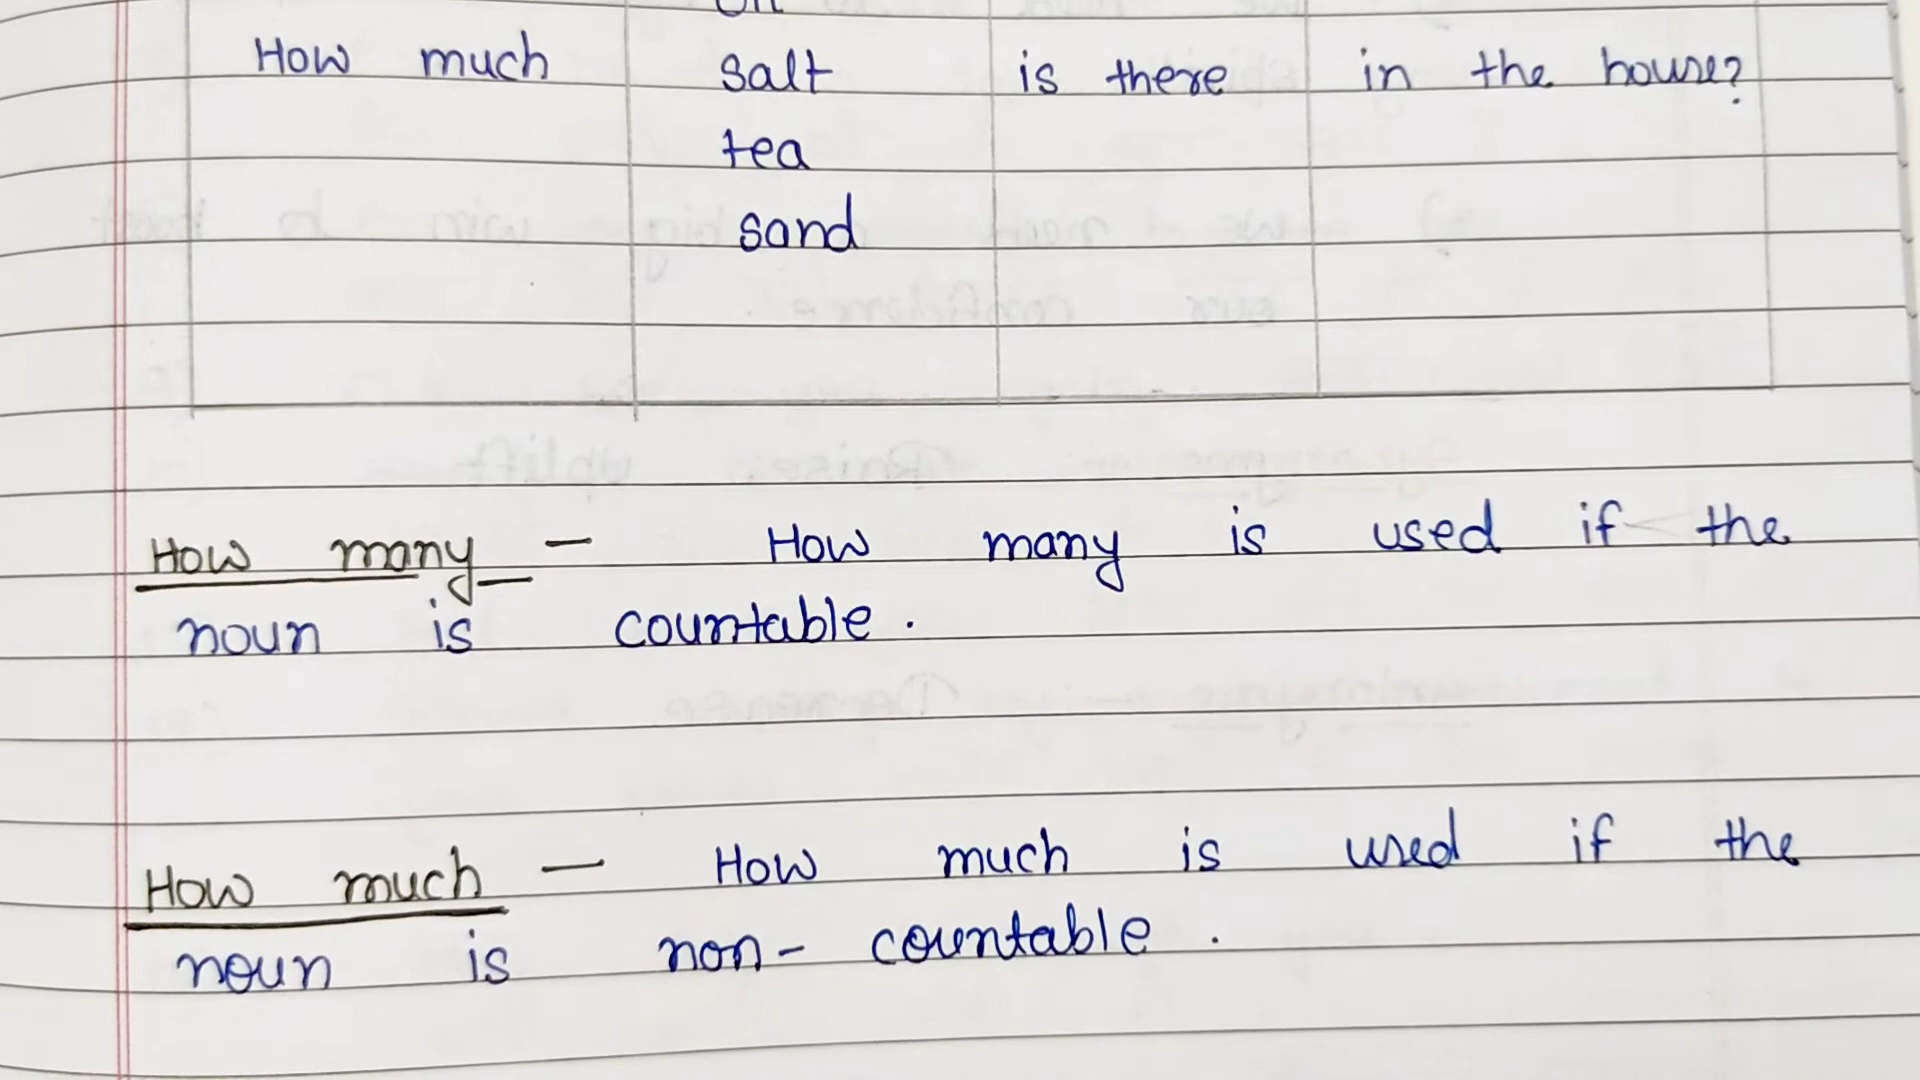 How much salt is there in the house?
tea
sand
How many - How many is used if the
noun is countable.
How much - How much is used if the
noun is non- countable.